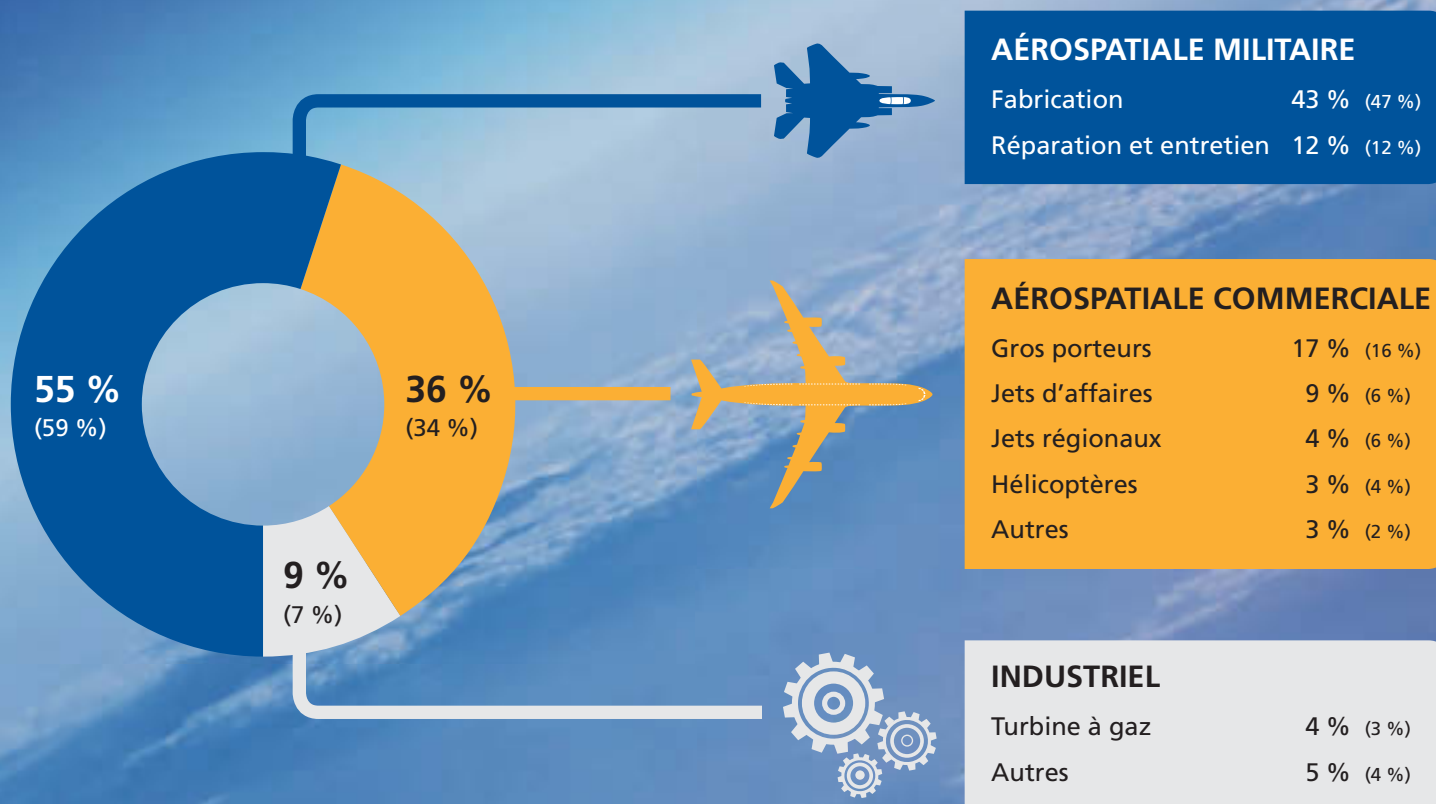 55 %
(59 %)
36 %
(34 %)
9 %
(7 %)
AÉROSPATIALE MILITAIRE
Fabrication 43 % (47 %)
Réparation et entretien 12 % (12 %)
AÉROSPATIALE COMMERCIALE
Gros porteurs 17 % (16 %)
Jets d'affaires 9 % (6 %)
Jets régionaux 4 % (6 %)
Hélicoptères 3 % (4 %)
Autres 3 % (2 %)
INDUSTRIEL
Turbine à gaz 4 % (3 %)
Autres 5 % (4 %)